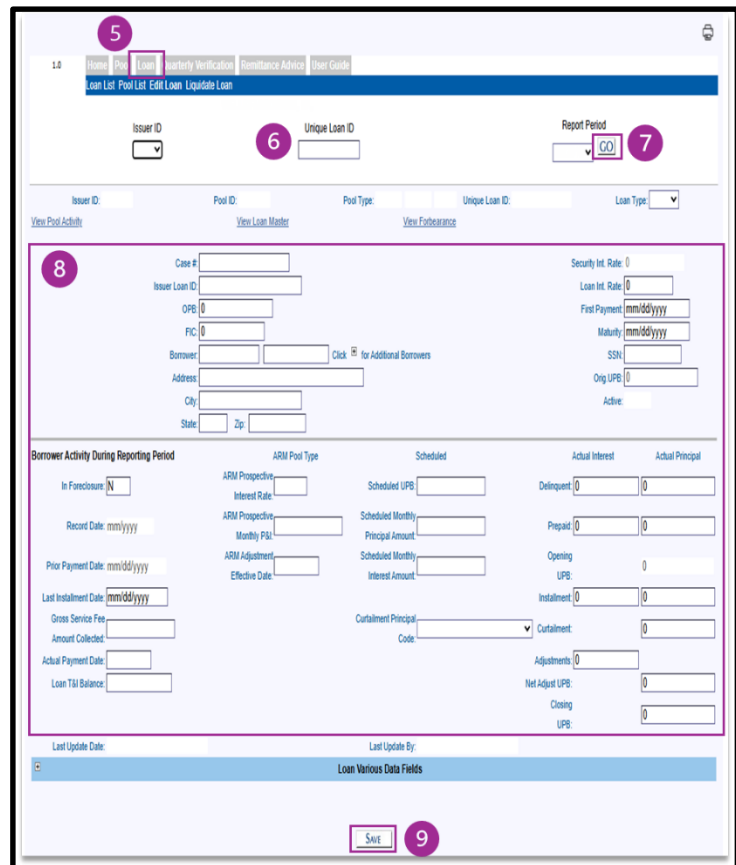 5
1.0 Home Pool Loan Quarterly Verification Remittance Advice User Guide
Loan List Pool List Edit Loan Liquidate Loan
Issuer ID Unique Loan ID Report Period
6 GO 7
Issuer ID: Pool ID: Pool Type: Unique Loan ID: Loan Type:
View Pool Activity View Loan Master View Forbearance
8 Case #: Security Int. Rate: 0
Issuer Loan ID: Loan Int. Rate: 0
OPB: 0 First Payment: mm/dd/yyyy
FIC: 0 Maturity: mm/dd/yyyy
Borrower: Click + for Additional Borrowers SSN:
Address: Orig UPB: 0
City: Active:
State: Zip:
Borrower Activity During Reporting Period ARM Pool Type Scheduled Actual Interest Actual Principal
In Foreclosure: N ARM Prospective Interest Rate: Scheduled UPB: Delinquent: 0 0
Record Date: mm/yyyy ARM Prospective Monthly P&I: Scheduled Monthly Principal Amount: Prepaid: 0 0
Prior Payment Date: mm/dd/yyyy ARM Adjustment Effective Date: Scheduled Monthly Interest Amount: Opening UPB: 0
Last Installment Date: mm/dd/yyyy Installment: 0 0
Gross Service Fee Amount Collected: Curtailment Principal Code: Curtailment: 0
Actual Payment Date: Adjustments: 0
Loan T&I Balance: Net Adjust UPB: 0
Closing UPB: 0
Last Update Date: Last Update By:
+ Loan Various Data Fields
SAVE 9